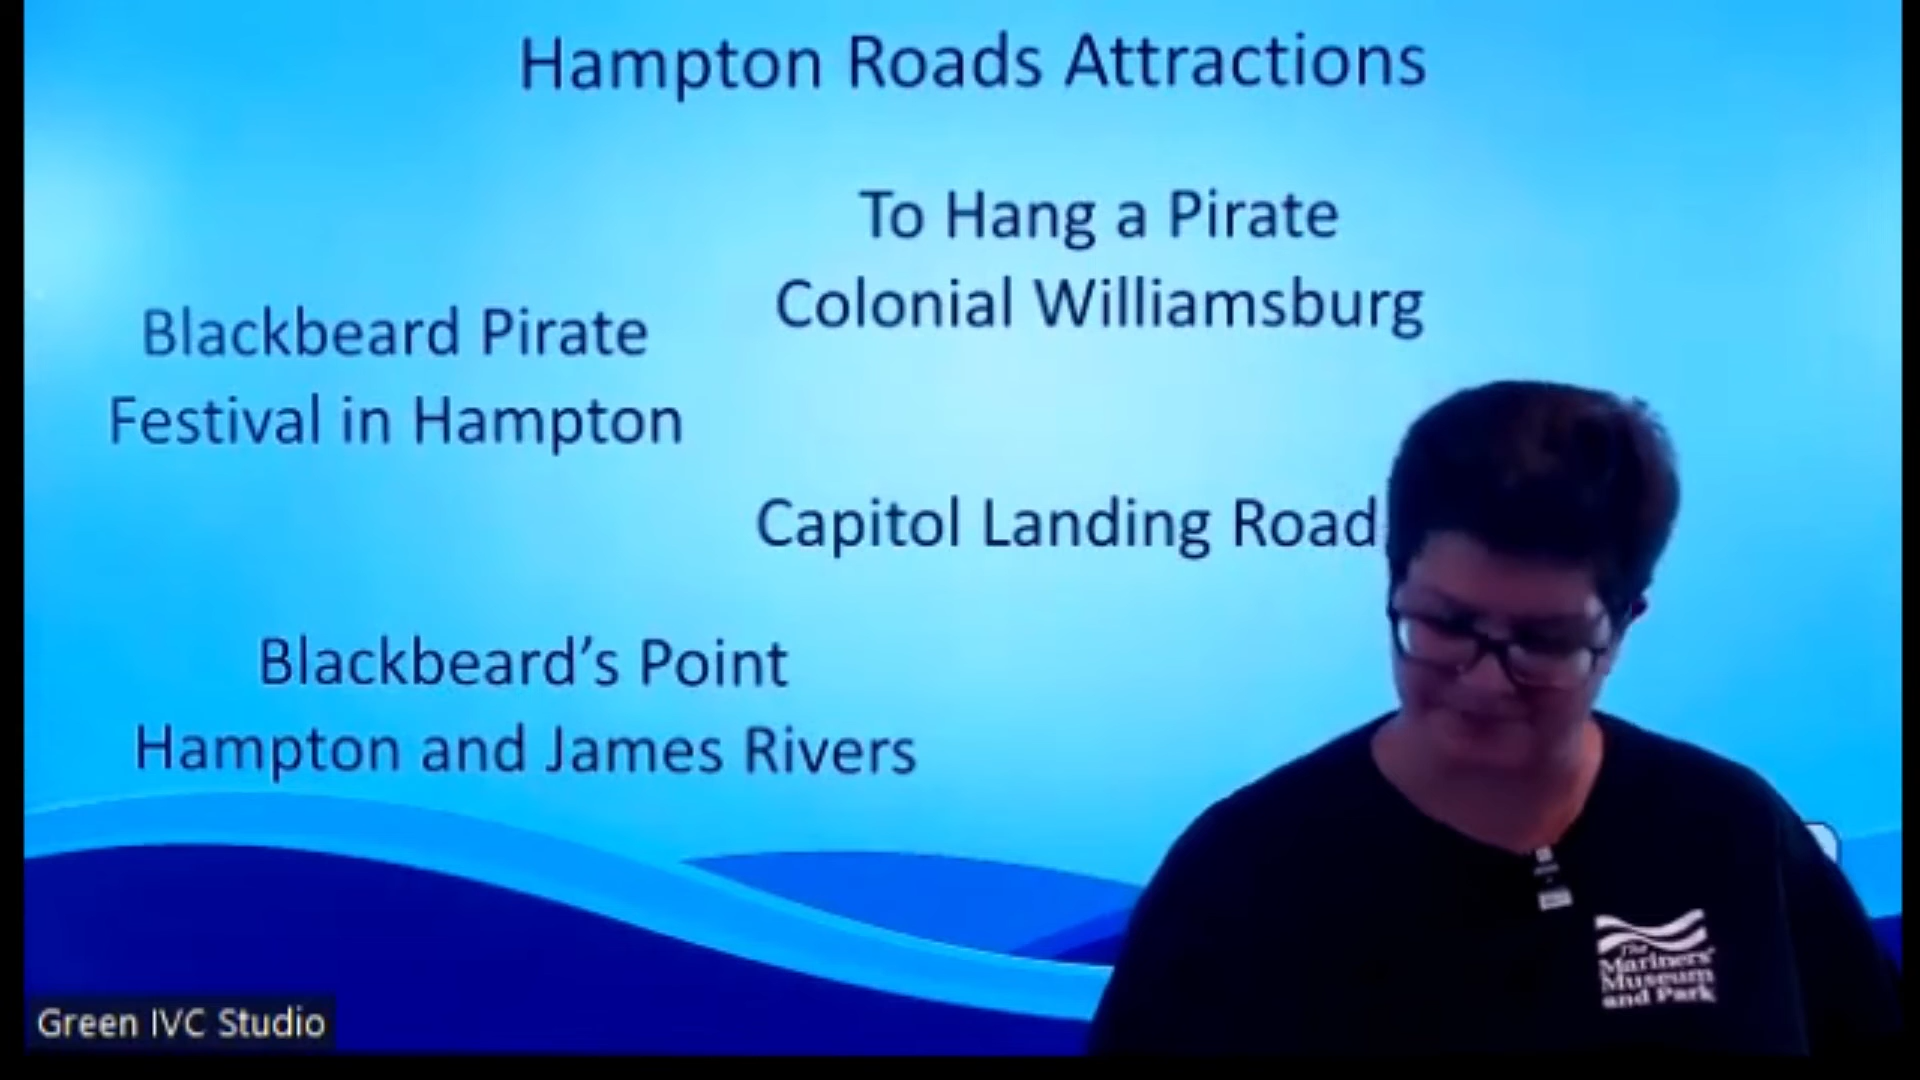 Hampton Roads Attractions
To Hang a Pirate
Colonial Williamsburg
Blackbeard Pirate
Festival in Hampton
Capitol Landing Road
Blackbeard’s Point
Hampton and James Rivers
The
Mariners'
Museum
and Park
Green IVC Studio